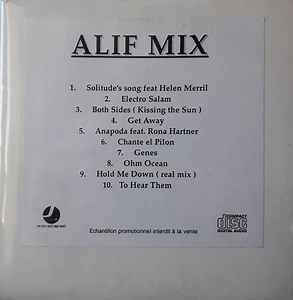 ALIF MIX
1. Solitude's song feat Helen Merril
2. Electro Salam
3. Both Sides ( Kissing the Sun )
4. Get Away
5. Anapoda feat. Rona Hartner
6. Chante el Pilon
7. Genes
8. Ohm Ocean
9. Hold Me Down ( real mix )
10. To Hear Them
COMPACT
disc
DIGITAL AUDIO
Echantillon promotionnel interdit à la vente